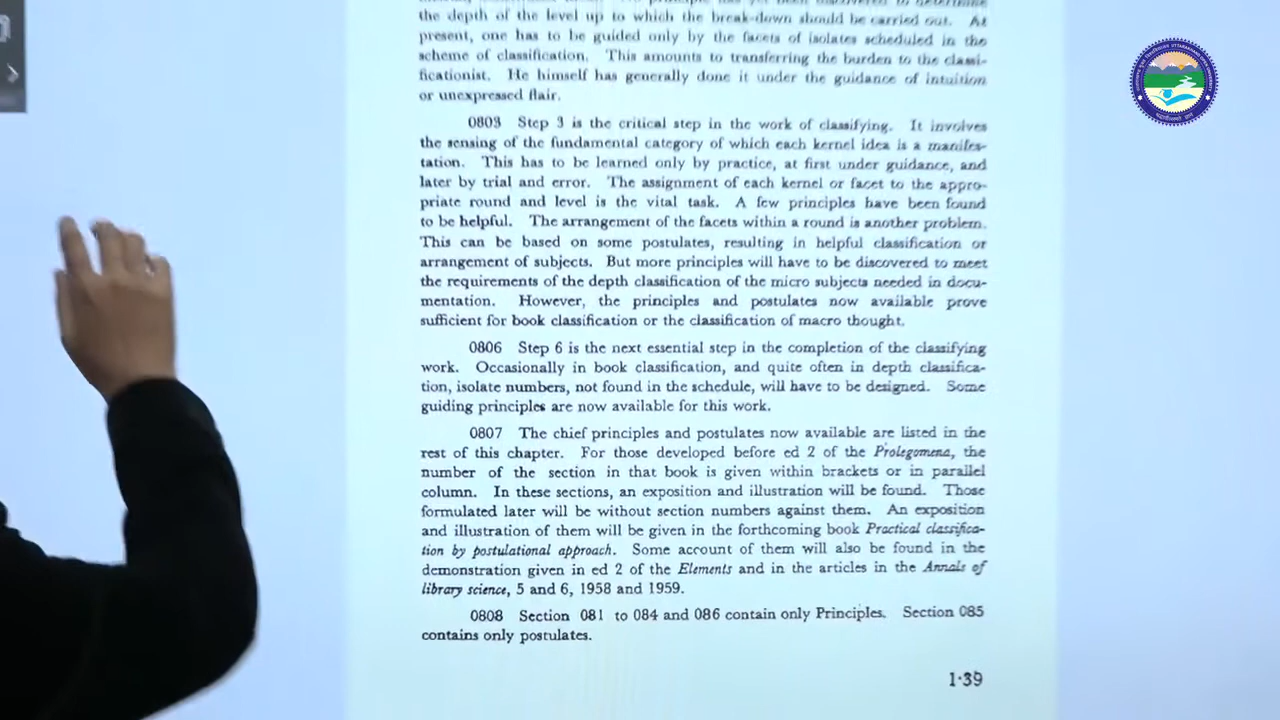 the depth of the level up to which the break-down should be carried out. At
present, one has to be guided only by the facets of isolates scheduled in the
scheme of classification. This amounts to transferring the burden to the classi-
ficationist. He himself has generally done it under the guidance of intuition
or unexpressed flair.
0803 Step 3 is the critical step in the work of classifying. It involves
the sensing of the fundamental category of which each kernel idea is a manifes-
tation. This has to be learned only by practice, at first under guidance, and
later by trial and error. The assignment of each kernel or facet to the appro-
priate round and level is the vital task. A few principles have been found
to be helpful. The arrangement of the facets within a round is another problem.
This can be based on some postulates, resulting in helpful classification or
arrangement of subjects. But more principles will have to be discovered to meet
the requirements of the depth classification of the micro subjects needed in docu-
mentation. However, the principles and postulates now available prove
sufficient for book classification or the classification of macro thought.
0806 Step 6 is the next essential step in the completion of the classifying
work. Occasionally in book classification, and quite often in depth classifica-
tion, isolate numbers, not found in the schedule, will have to be designed. Some
guiding principles are now available for this work.
0807 The chief principles and postulates now available are listed in the
rest of this chapter. For those developed before ed 2 of the Prolegomena, the
number of the section in that book is given within brackets or in parallel
column. In these sections, an exposition and illustration will be found. Those
formulated later will be without section numbers against them. An exposition
and illustration of them will be given in the forthcoming book Practical classifica-
tion by postulational approach. Some account of them will also be found in the
demonstration given in ed 2 of the Elements and in the articles in the Annals of
library science, 5 and 6, 1958 and 1959.
0808 Section 081 to 084 and 086 contain only Principles. Section 085
contains only postulates.
1·39